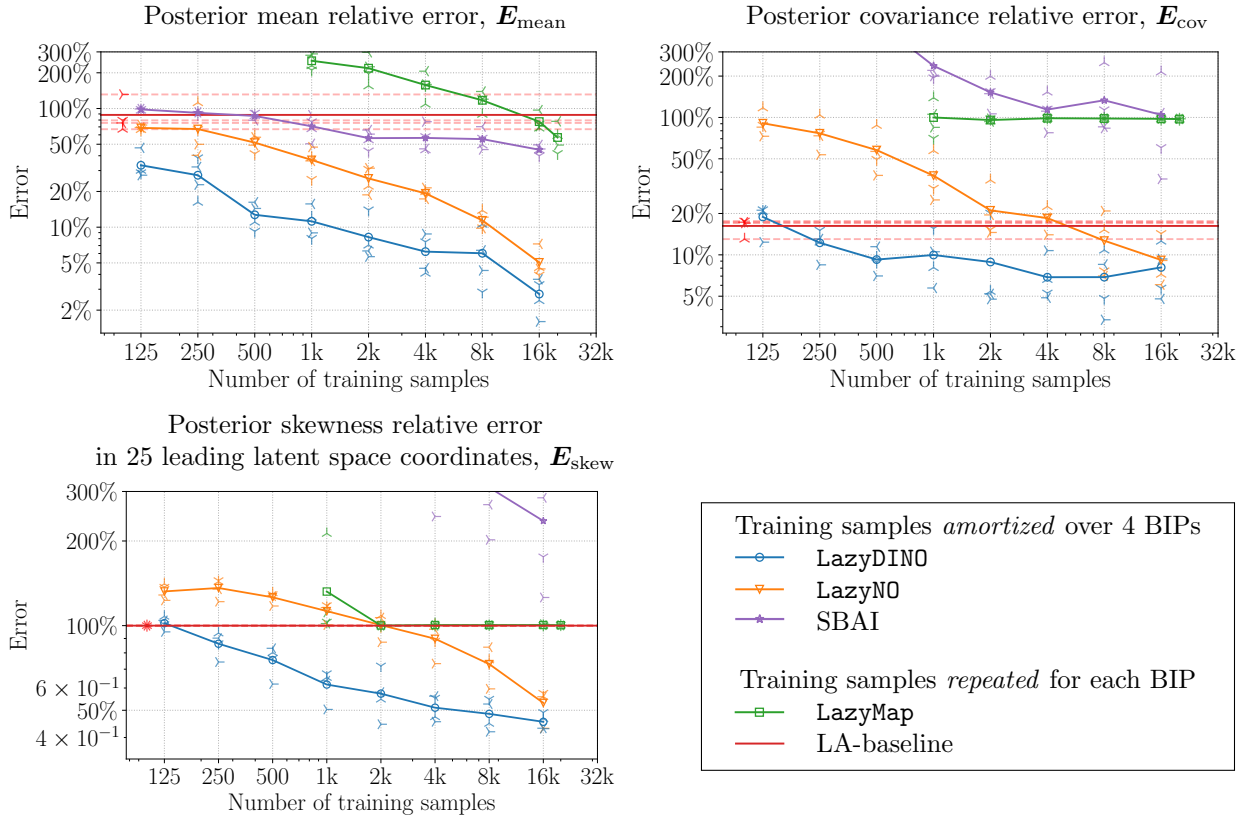 Posterior mean relative error, E_mean
300%
200%
100%
50%
20%
10%
5%
2%
Error
125 250 500 1k 2k 4k 8k 16k 32k
Number of training samples
Posterior covariance relative error, E_cov
300%
200%
100%
50%
20%
10%
5%
Error
125 250 500 1k 2k 4k 8k 16k 32k
Number of training samples
Posterior skewness relative error
in 25 leading latent space coordinates, E_skew
300%
200%
100%
6 × 10⁻¹
50%
4 × 10⁻¹
Error
125 250 500 1k 2k 4k 8k 16k 32k
Number of training samples
Training samples amortized over 4 BIPs
LazyDINO
LazyNO
SBAI
Training samples repeated for each BIP
LazyMap
LA-baseline